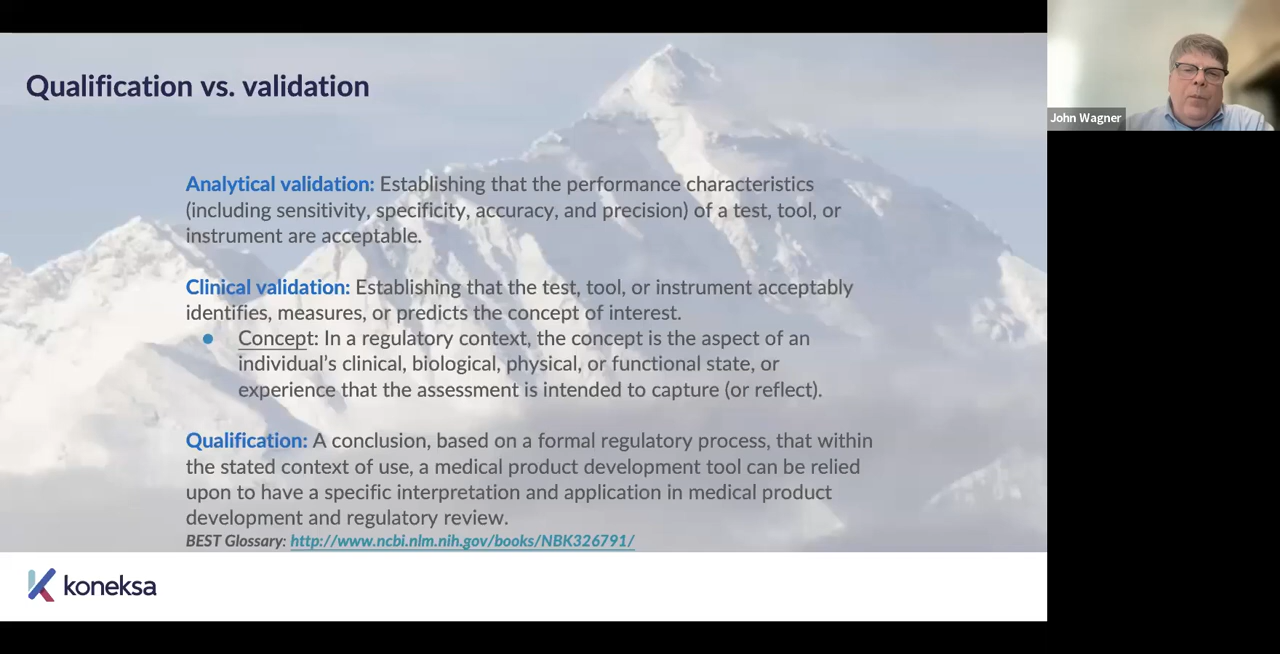 Qualification vs. validation
Analytical validation: Establishing that the performance characteristics
(including sensitivity, specificity, accuracy, and precision) of a test, tool, or
instrument are acceptable.
Clinical validation: Establishing that the test, tool, or instrument acceptably
identifies, measures, or predicts the concept of interest.
● Concept: In a regulatory context, the concept is the aspect of an
individual’s clinical, biological, physical, or functional state, or
experience that the assessment is intended to capture (or reflect).
Qualification: A conclusion, based on a formal regulatory process, that within
the stated context of use, a medical product development tool can be relied
upon to have a specific interpretation and application in medical product
development and regulatory review.
BEST Glossary: http://www.ncbi.nlm.nih.gov/books/NBK326791/
koneksa
John Wagner